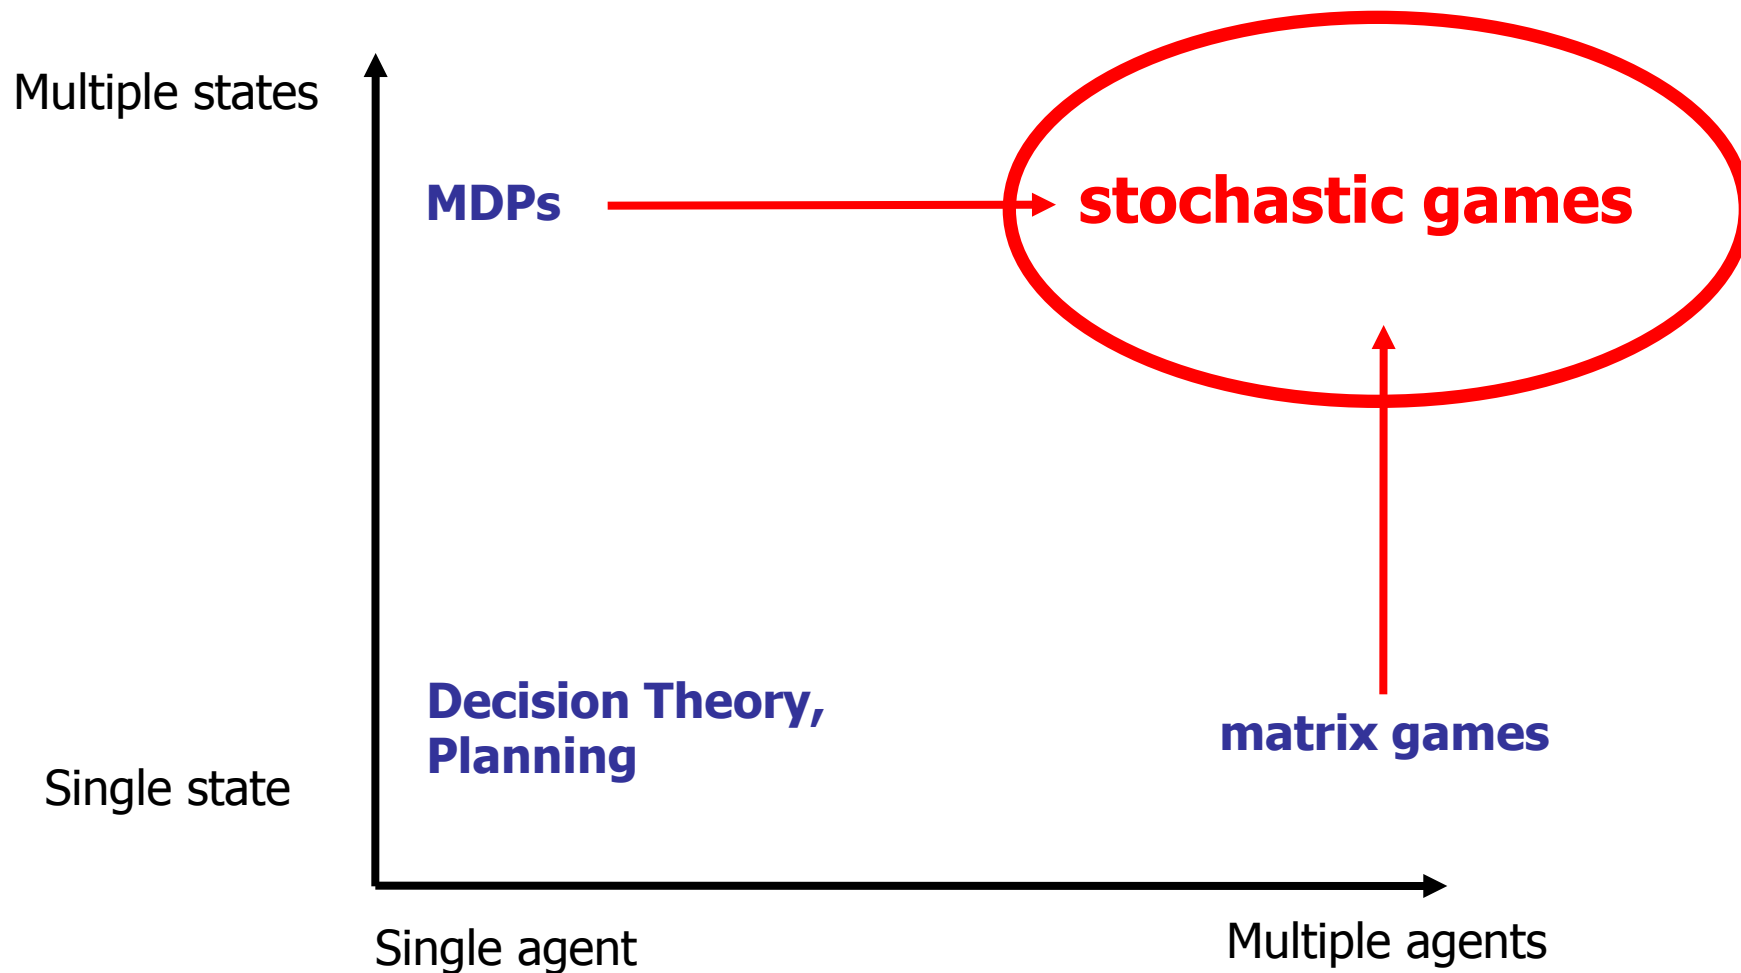 Multiple states
MDPs
stochastic games
Decision Theory,
Planning
matrix games
Single state
Single agent
Multiple agents